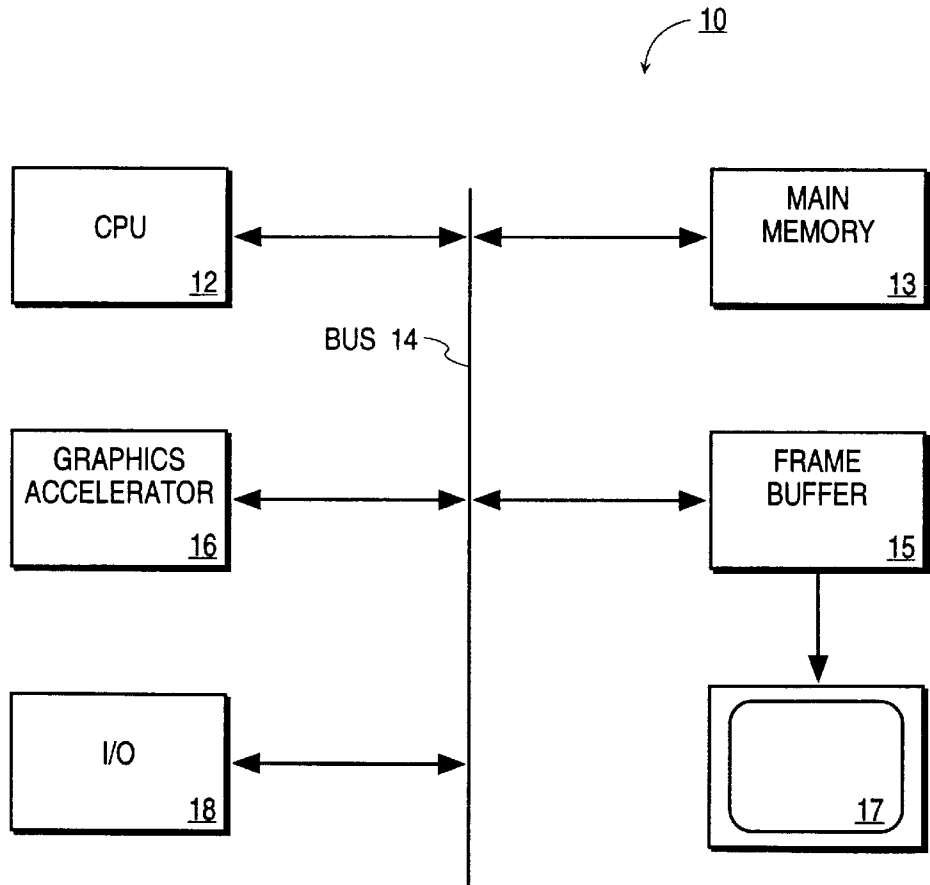 10
CPU
12
MAIN
MEMORY
13
BUS 14
GRAPHICS
ACCELERATOR
16
FRAME
BUFFER
15
I/O
18
17